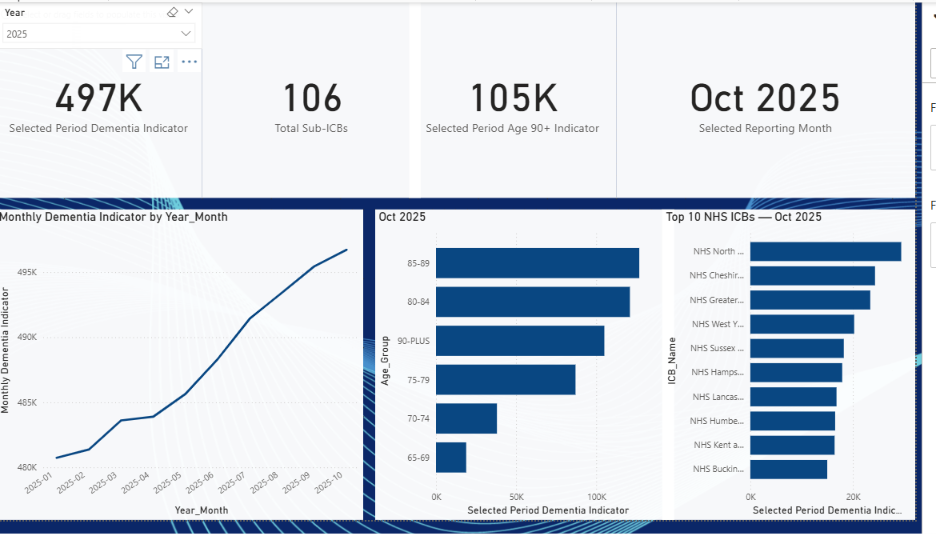 Year
2025
497K
Selected Period Dementia Indicator
106
Total Sub-ICBs
105K
Selected Period Age 90+ Indicator
Oct 2025
Selected Reporting Month
Monthly Dementia Indicator by Year_Month
Monthly Dementia Indicator
495K
490K
485K
480K
2025-01
2025-02
2025-03
2025-04
2025-05
2025-06
2025-07
2025-08
2025-09
2025-10
Year_Month
Oct 2025
Age_Group
85-89
80-84
90-PLUS
75-79
70-74
65-69
0K
50K
100K
Selected Period Dementia Indicator
Top 10 NHS ICBs — Oct 2025
ICB_Name
NHS North ...
NHS Cheshir...
NHS Greater...
NHS West Y...
NHS Sussex ...
NHS Hamps...
NHS Lancas...
NHS Humbe...
NHS Kent a...
NHS Buckin...
0K
20K
Selected Period Dementia Indic...
F
F